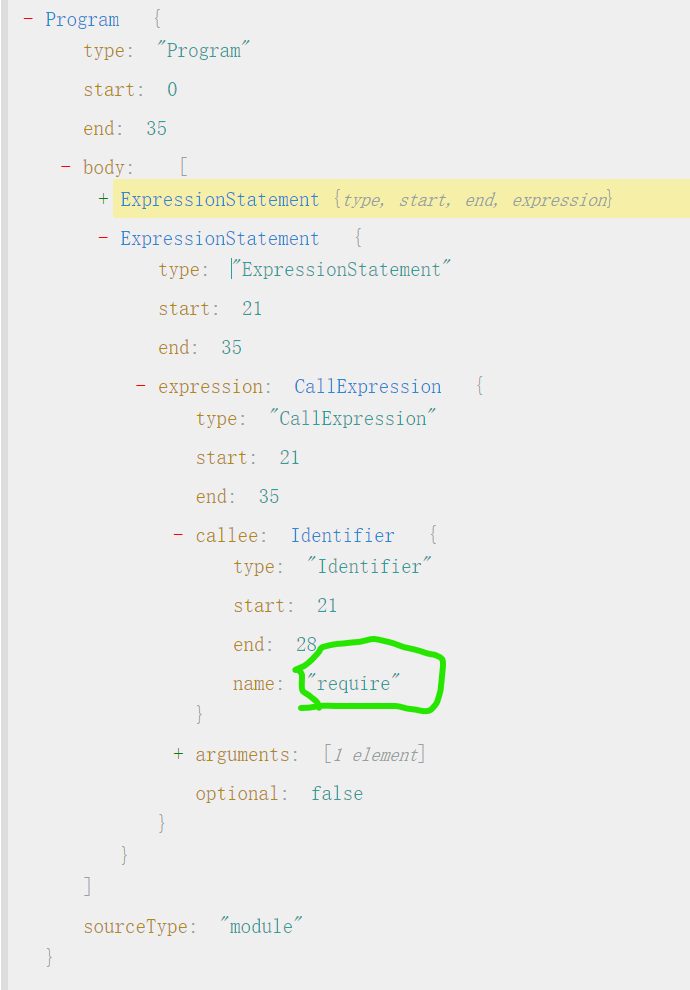 - Program {
type: "Program"
start: 0
end: 35
- body: [
+ ExpressionStatement {type, start, end, expression}
- ExpressionStatement {
type: "ExpressionStatement"
start: 21
end: 35
- expression: CallExpression {
type: "CallExpression"
start: 21
end: 35
- callee: Identifier {
type: "Identifier"
start: 21
end: 28
name: "require"
}
+ arguments: [1 element]
optional: false
}
}
]
sourceType: "module"
}